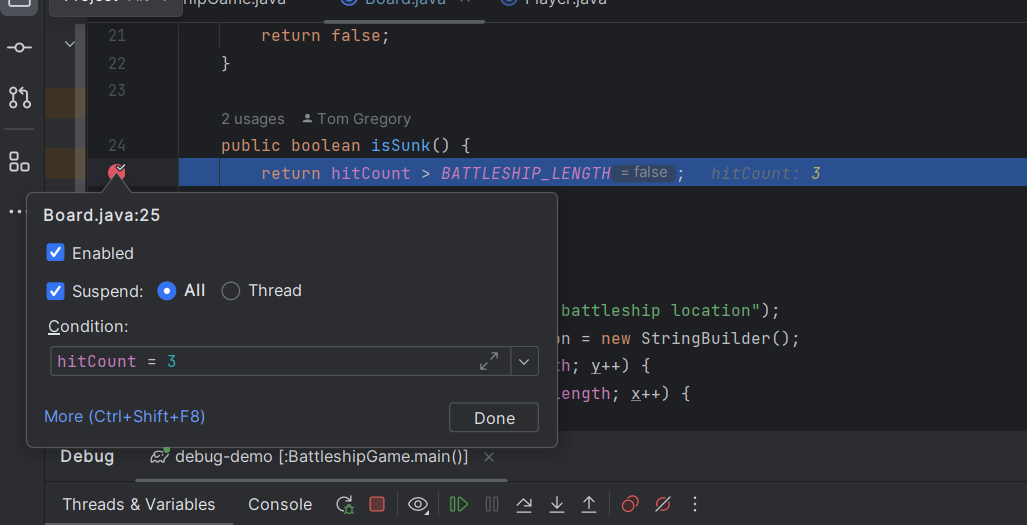 Board.java
Player.java
21 return false;
22 }
23
2 usages Tom Gregory
24 public boolean isSunk() {
return hitCount > BATTLESHIP_LENGTH = false ; hitCount: 3
Board.java:25
Enabled
Suspend: All Thread
battleship location");
Condition:
n = new StringBuilder();
hitCount = 3
h; y++) {
length; x++) {
More (Ctrl+Shift+F8)
Done
Debug debug-demo [:BattleshipGame.main()]
Threads & Variables Console